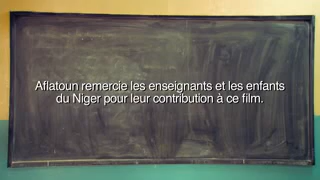 Aflatoun remercie les enseignants et les enfants
du Niger pour leur contribution à ce film.